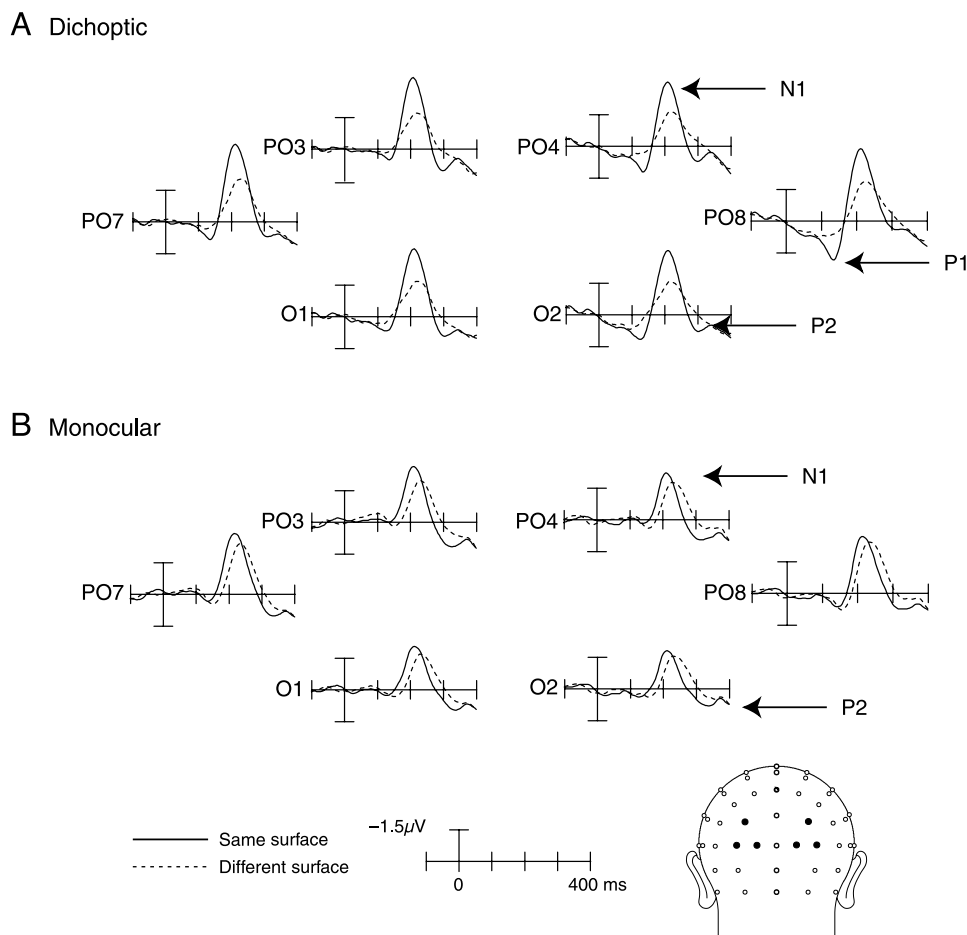 A Dichoptic
N1
PO3 PO4
PO7 PO8
P1
O1 O2
P2
B Monocular
N1
PO3 PO4
PO7 PO8
O1 O2
P2
−1.5μV
Same surface
Different surface
0 400 ms